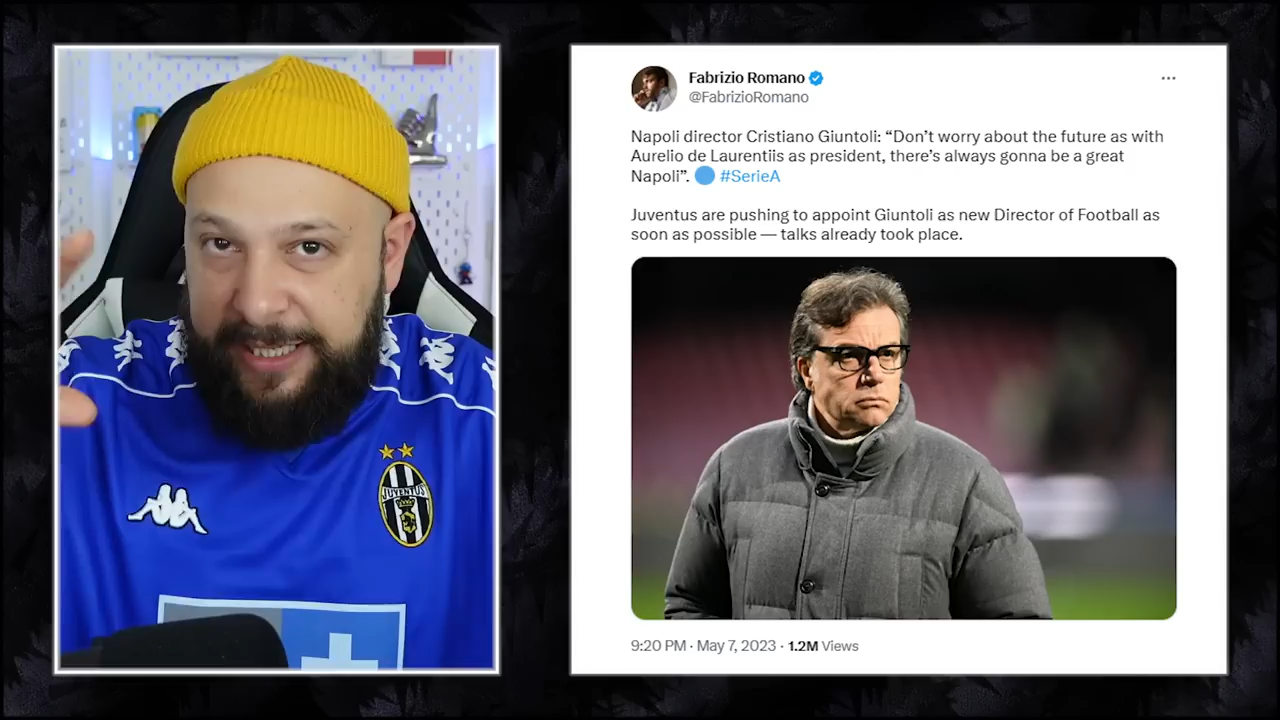 JUVENTUS
Fabrizio Romano
@FabrizioRomano
Napoli director Cristiano Giuntoli: “Don’t worry about the future as with
Aurelio de Laurentiis as president, there’s always gonna be a great
Napoli”. 🔵 #SerieA
Juventus are pushing to appoint Giuntoli as new Director of Football as
soon as possible — talks already took place.
9:20 PM · May 7, 2023 · 1.2M Views